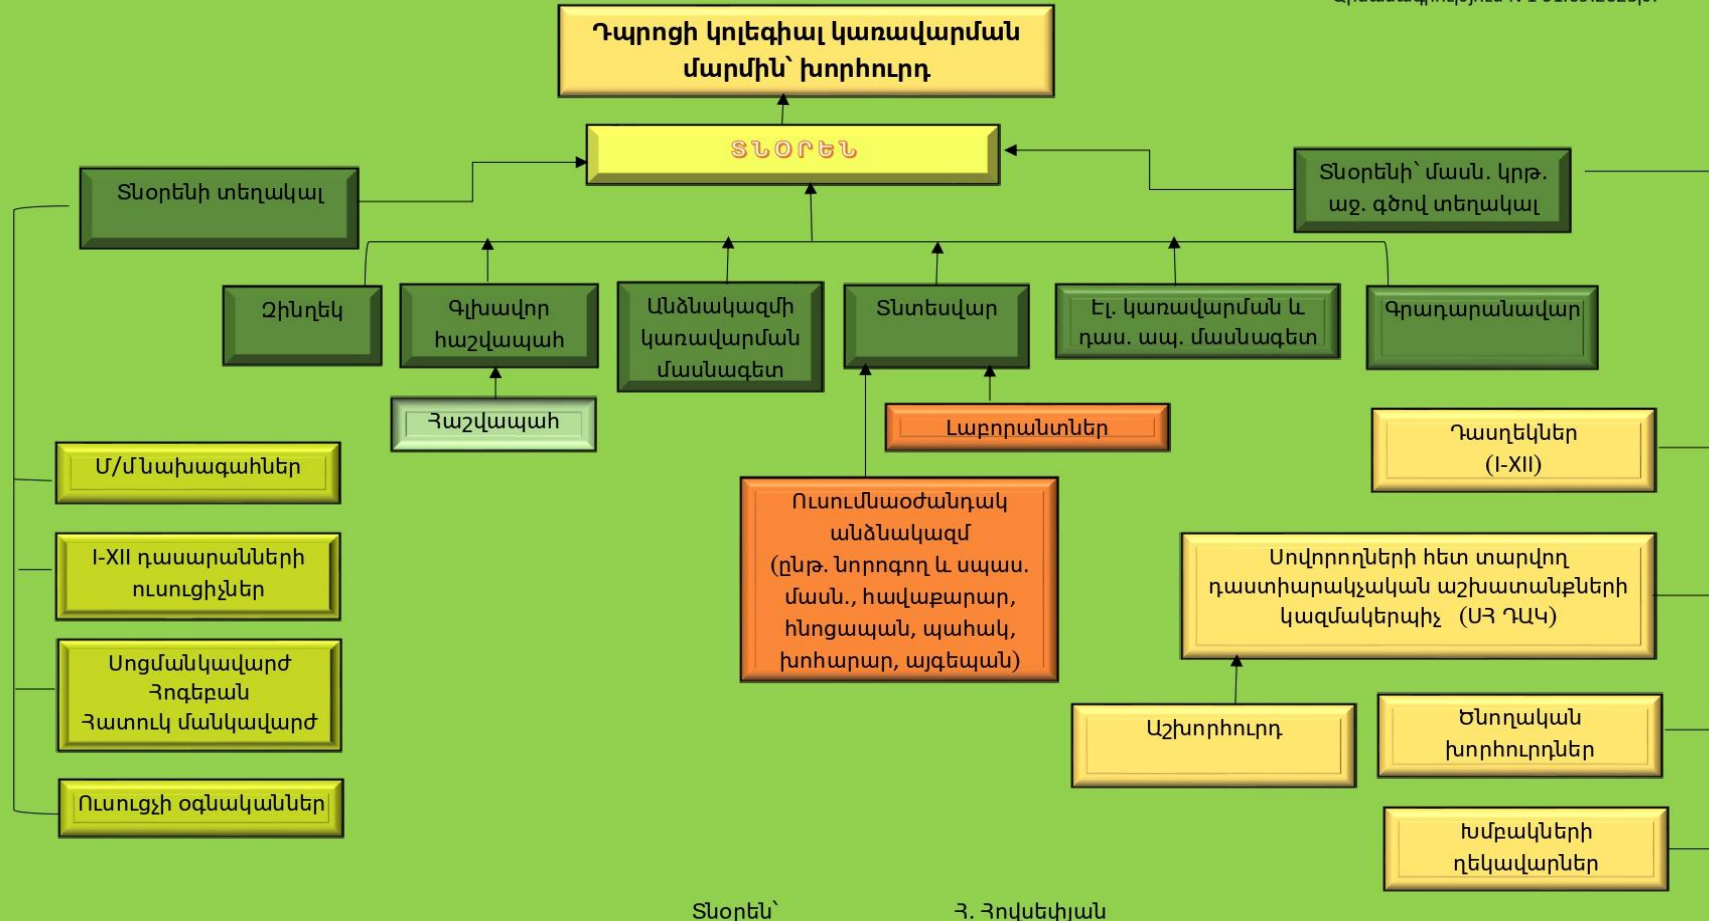 Դպրոցի կոլեգիալ կառավարման
մարմին՝ խորհուրդ
ՏՆՕՐԵՆ
Տնօրենի տեղակալ
Տնօրենի՝ մասն. կրթ.
աջ. գծով տեղակալ
Զինղեկ
Գլխավոր
հաշվապահ
Անձնակազմի
կառավարման
մասնագետ
Տնտեսվար
Էլ. կառավարման և
դաս. ապ. մասնագետ
Գրադարանավար
Հաշվապահ
Լաբորանտներ
Դասղեկներ
(I-XII)
Մ/մ նախագահներ
Ուսումնաօժանդակ
անձնակազմ
(ընթ. նորոգող և սպաս.
մասն., հավաքարար,
հնոցապան, պահակ,
խոհարար, այգեպան)
I-XII դասարանների
ուսուցիչներ
Սովորողների հետ տարվող
դաստիարակչական աշխատանքների
կազմակերպիչ (ՍՀ ԴԱԿ)
Սոցմանկավարժ
Հոգեբան
Հատուկ մանկավարժ
Աշխորհուրդ
Ծնողական
խորհուրդներ
Ուսուցչի օգնականներ
Խմբակների
ղեկավարներ
Տնօրեն՝ Հ. Հովսեփյան